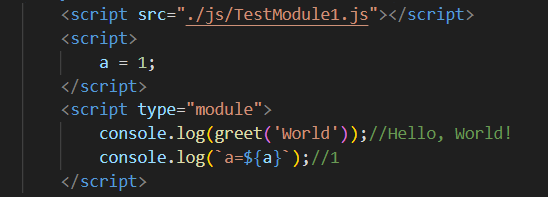 <script src="./js/TestModule1.js"></script>
<script>
a = 1;
</script>
<script type="module">
console.log(greet('World'));//Hello, World!
console.log(`a=${a}`);//1
</script>